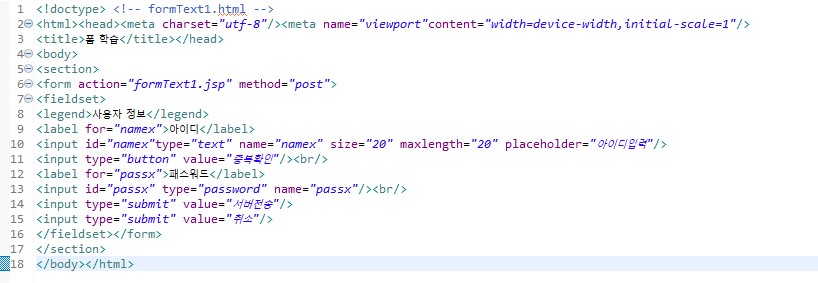 1 <!doctype> <!-- formText1.html -->
2 <html><head><meta charset="utf-8"/><meta name="viewport"content="width=device-width,initial-scale=1"/>
3 <title>폼 학습</title></head>
4 <body>
5 <section>
6 <form action="formText1.jsp" method="post">
7 <fieldset>
8 <legend>사용자 정보</legend>
9 <label for="namex">아이디</label>
10 <input id="namex"type="text" name="namex" size="20" maxlength="20" placeholder="아이디입력"/>
11 <input type="button" value="중복확인"/><br/>
12 <label for="passx">패스워드</label>
13 <input id="passx" type="password" name="passx"/><br/>
14 <input type="submit" value="서버전송"/>
15 <input type="submit" value="취소"/>
16 </fieldset></form>
17 </section>
18 </body></html>